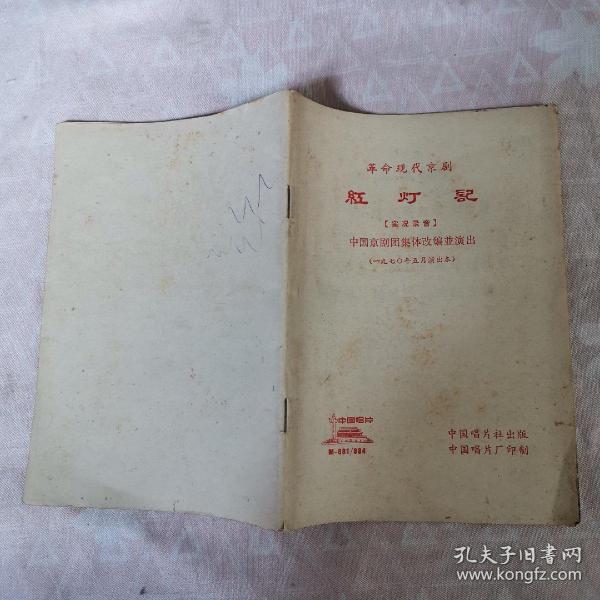 革命现代京剧
紅灯記
【实况录音】
中国京剧团集体改编並演出
(一九七〇年五月演出本)
中国唱片
M-881/884
中国唱片社出版
中国唱片厂印制
孔夫子旧书网
www.kongfz.com